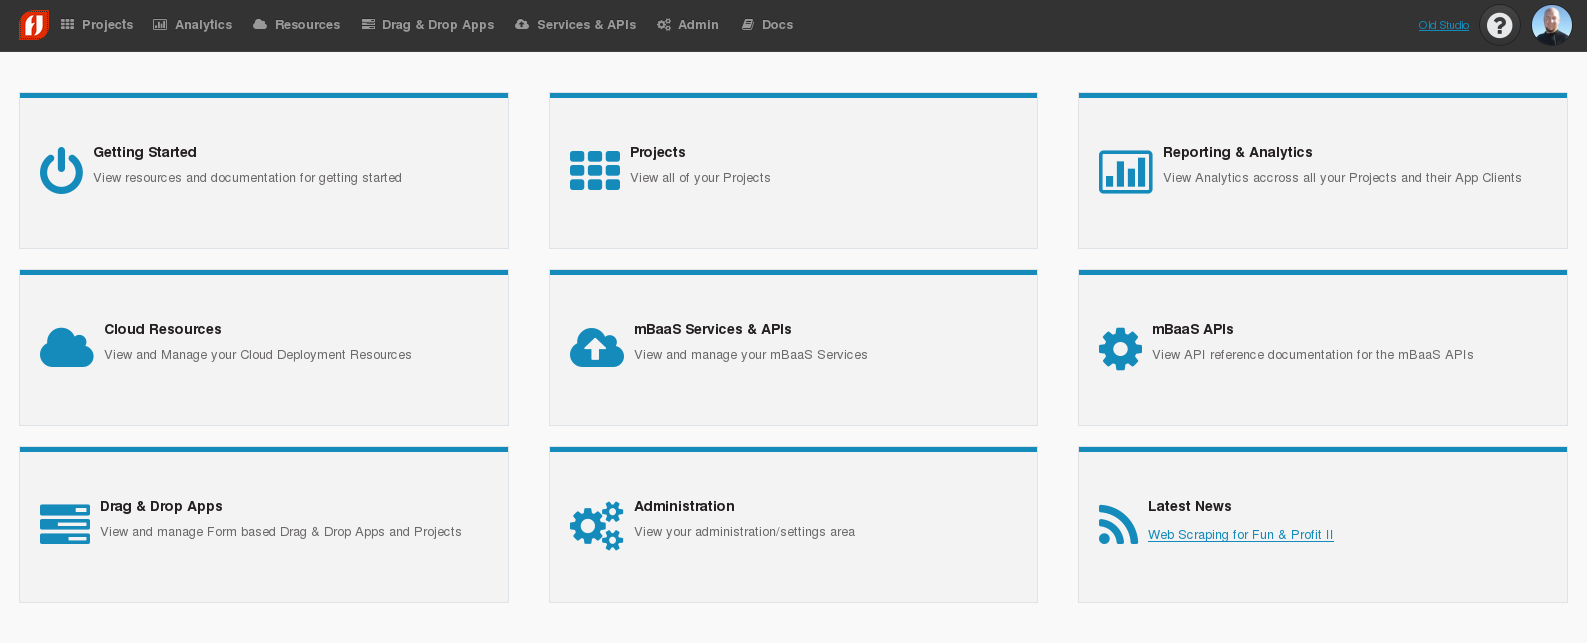 Projects Analytics Resources Drag & Drop Apps Services & APIs Admin Docs Old Studio
Getting Started
View resources and documentation for getting started
Projects
View all of your Projects
Reporting & Analytics
View Analytics accross all your Projects and their App Clients
Cloud Resources
View and Manage your Cloud Deployment Resources
mBaaS Services & APIs
View and manage your mBaaS Services
mBaaS APIs
View API reference documentation for the mBaaS APIs
Drag & Drop Apps
View and manage Form based Drag & Drop Apps and Projects
Administration
View your administration/settings area
Latest News
Web Scraping for Fun & Profit II